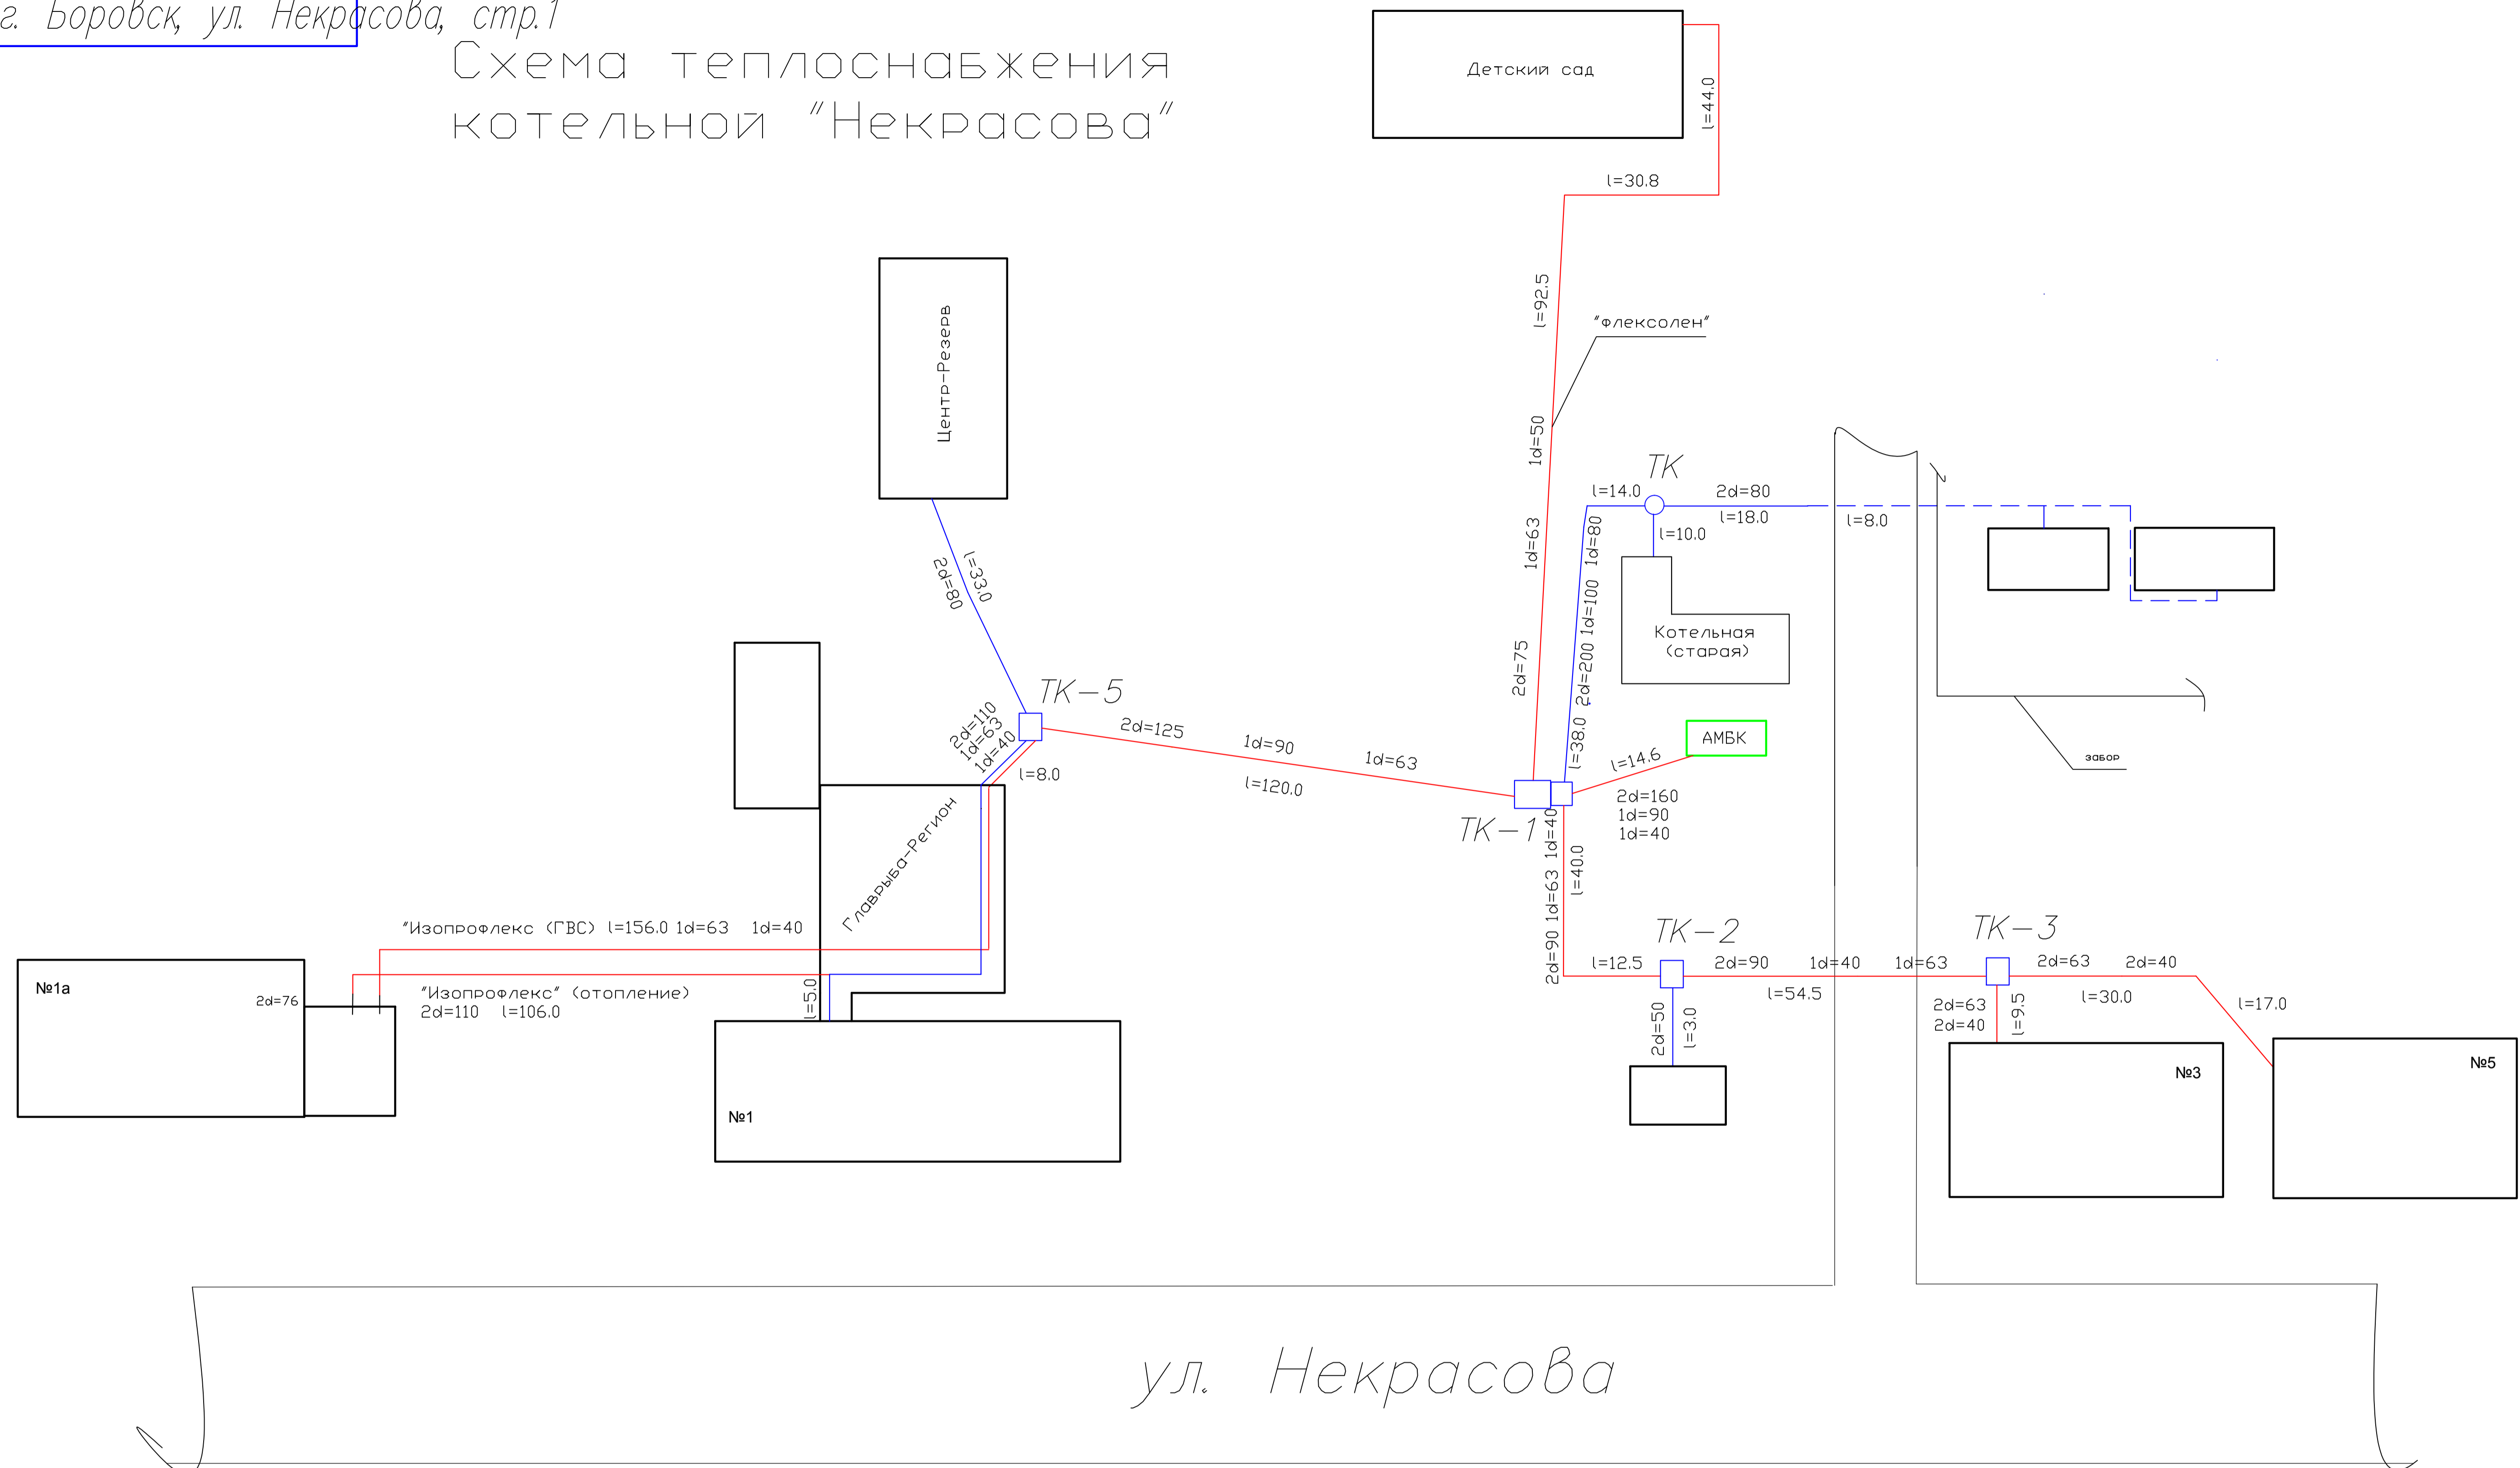 г. Боровск, ул. Некрасова, стр.1
Схема теплоснабжения
котельной "Некрасова"
Детский сад
l=44.0
l=30.8
l=92.5
"Флексолен"
1d=50
1d=63
2d=75
Центр-Резерв
l=33.0
2d=80
ТК
l=14.0
2d=80
l=18.0
l=8.0
l=10.0
1d=80
1d=100
2d=200
l=38.0
Котельная
(старая)
ТК-5
2d=110
1d=63
1d=40
l=8.0
2d=125
1d=90
1d=63
l=120.0
АМБК
l=14.6
2d=160
1d=90
1d=40
забор
ТК-1
1d=40
1d=63
2d=90
l=40.0
Главрыба-Регион
"Изопрофлекс (ГВС) l=156.0 1d=63 1d=40
"Изопрофлекс" (отопление)
2d=110 l=106.0
l=5.0
№1а
2d=76
№1
ТК-2
l=12.5
2d=90
1d=40
1d=63
l=54.5
2d=50
l=3.0
ТК-3
2d=63
2d=40
l=30.0
l=17.0
2d=63
2d=40
l=9.5
№3
№5
ул. Некрасова